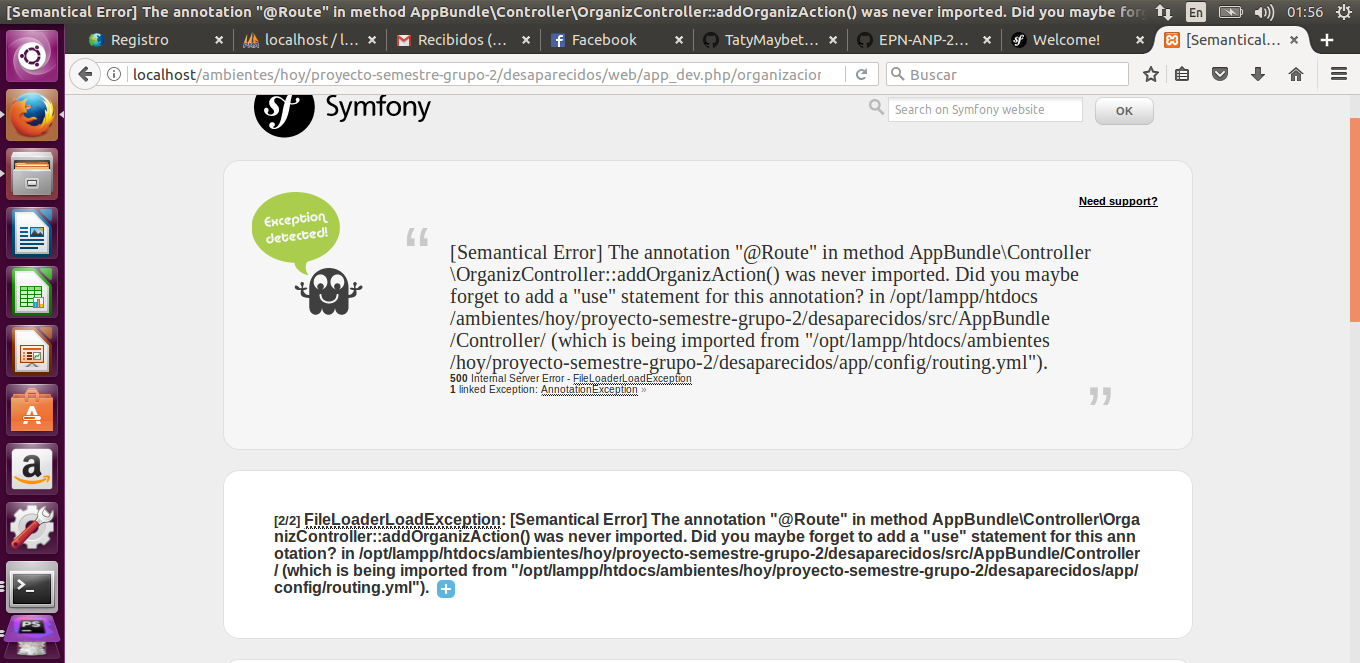 [Semantical Error] The annotation "@Route" in method AppBundle\Controller\OrganizController::addOrganizAction() was never imported. Did you maybe for
En
01:56
Registro
localhost / l...
Recibidos (...
Facebook
TatyMaybet...
EPN-ANP-2...
Welcome!
[Semantical...
localhost/ambientes/hoy/proyecto-semestre-grupo-2/desaparecidos/web/app_dev.php/organizacion
Buscar
sf Symfony
Search on Symfony website
OK
Exception
detected!
Need support?
“
[Semantical Error] The annotation "@Route" in method AppBundle\Controller
\OrganizController::addOrganizAction() was never imported. Did you maybe
forget to add a "use" statement for this annotation? in /opt/lampp/htdocs
/ambientes/hoy/proyecto-semestre-grupo-2/desaparecidos/src/AppBundle
/Controller/ (which is being imported from "/opt/lampp/htdocs/ambientes
/hoy/proyecto-semestre-grupo-2/desaparecidos/app/config/routing.yml").
500 Internal Server Error - FileLoaderLoadException
1 linked Exception: AnnotationException »
”
[2/2] FileLoaderLoadException: [Semantical Error] The annotation "@Route" in method AppBundle\Controller\Orga
nizController::addOrganizAction() was never imported. Did you maybe forget to add a "use" statement for this ann
otation? in /opt/lampp/htdocs/ambientes/hoy/proyecto-semestre-grupo-2/desaparecidos/src/AppBundle/Controller
/ (which is being imported from "/opt/lampp/htdocs/ambientes/hoy/proyecto-semestre-grupo-2/desaparecidos/app/
config/routing.yml").
PS